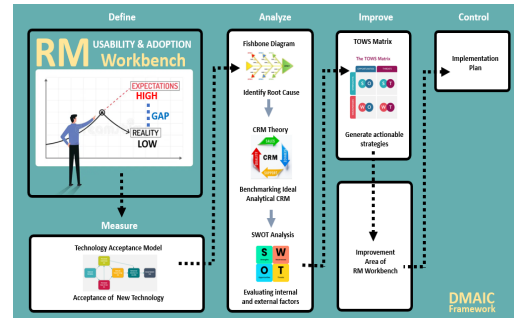 Define
RM USABILITY & ADOPTION
Workbench
EXPECTATIONS
HIGH
GAP
REALITY
LOW
Measure
Technology Acceptance Model
Acceptance of New Technology
Analyze
Fishbone Diagram
Identify Root Cause
CRM Theory
CRM
Benchmarking Ideal
Analytical CRM
SWOT Analysis
S W
O T
Evaluating internal
and external factors
Improve
TOWS Matrix
The TOWS Matrix
S O S T
W O W T
Generate actionable
strategies
Improvement
Area of
RM Workbench
Control
Implementation
Plan
DMAIC
Framework